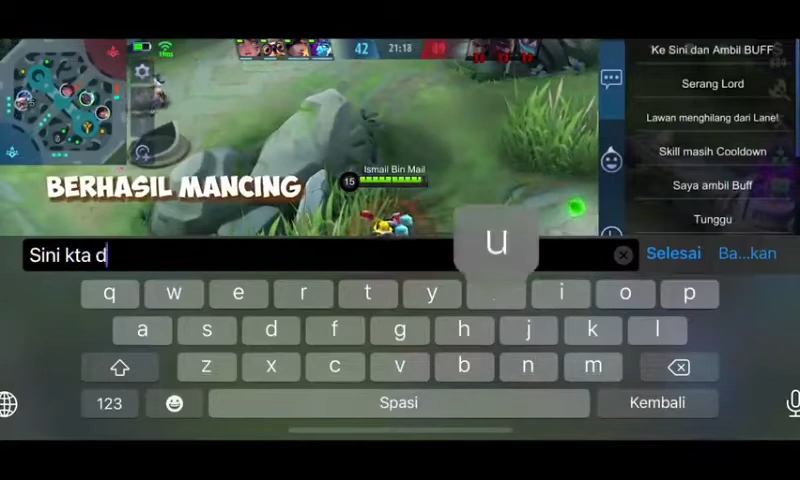 42
21:18
Ke Sini dan Ambil BUFF
Serang Lord
Lawan menghilang dari Lane!
Skill masih Cooldown
Saya ambil Buff
Tunggu
Ismail Bin Mail
15
BERHASIL MANCING
Sini kta d
Selesai
Ba...kan
u
q w e r t y i o p
a s d f g h j k l
z x c v b n m
123
Spasi
Kembali